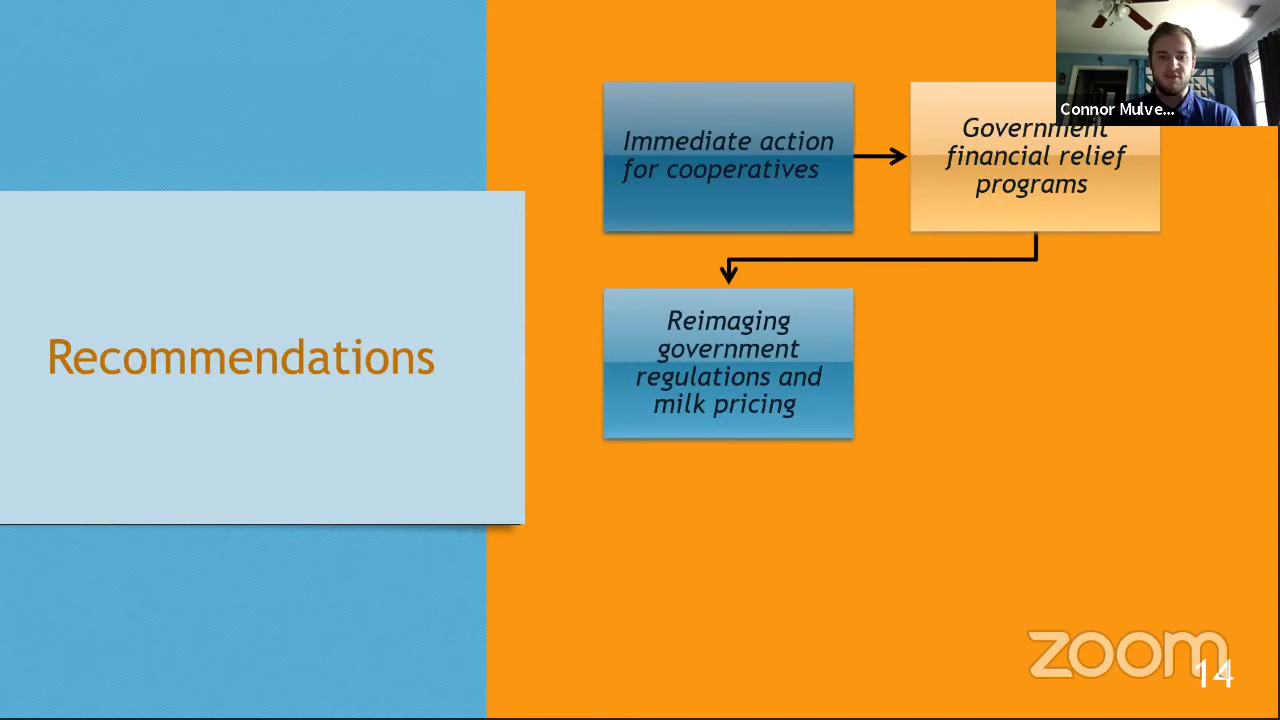 Recommendations
Immediate action
for cooperatives
Government
financial relief
programs
Reimaging
government
regulations and
milk pricing
Connor Mulve...
zoom
14